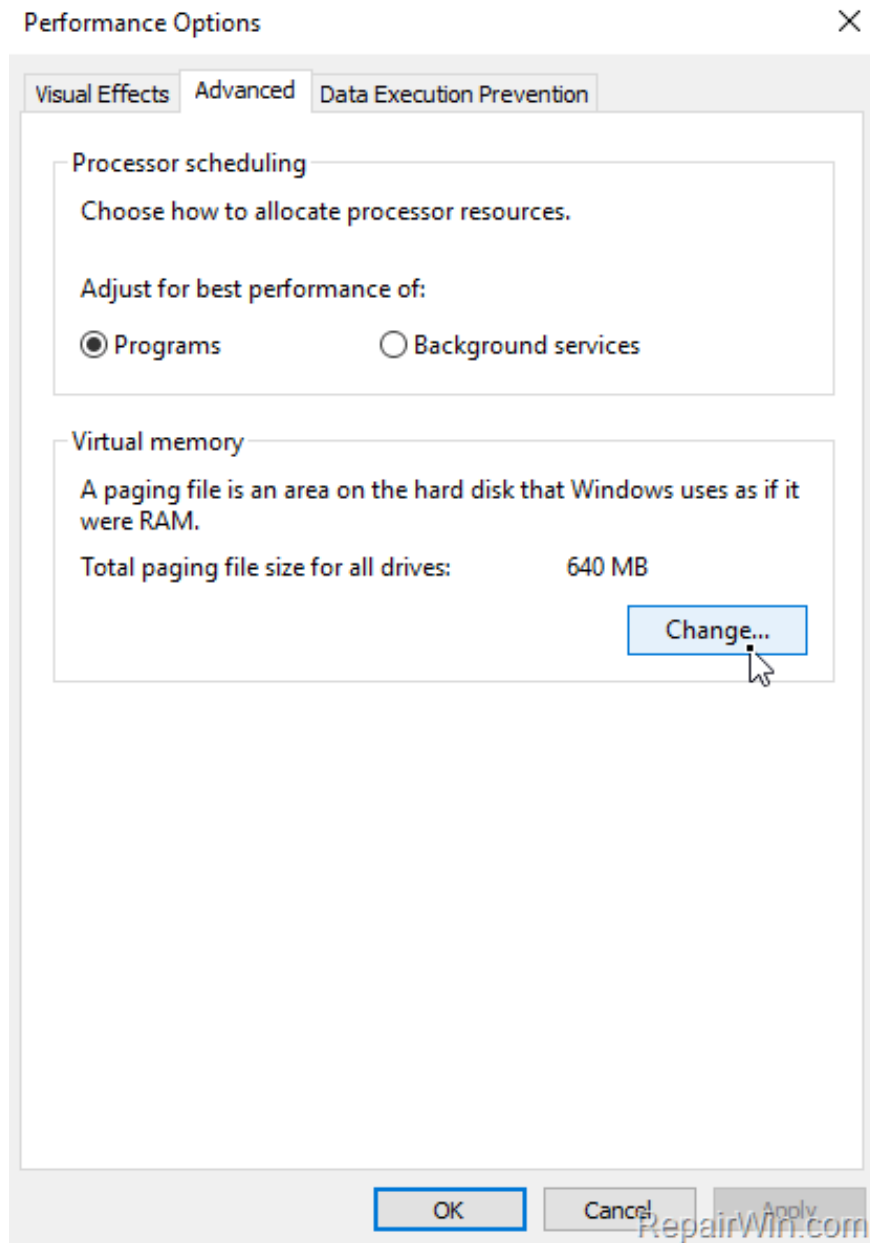 Performance Options
Visual Effects
Advanced
Data Execution Prevention
Processor scheduling
Choose how to allocate processor resources.
Adjust for best performance of:
Programs
Background services
Virtual memory
A paging file is an area on the hard disk that Windows uses as if it
were RAM.
Total paging file size for all drives: 640 MB
Change...
OK
Cancel
Apply
RepairWin.com